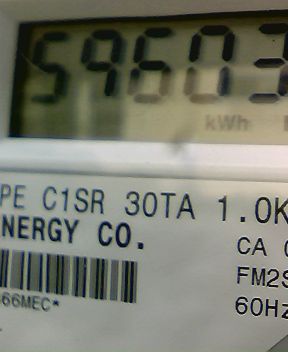 59603
kWh
PE C1SR 30TA 1.0K
NERGY CO.
CA
FM2S
66MEC*
60Hz